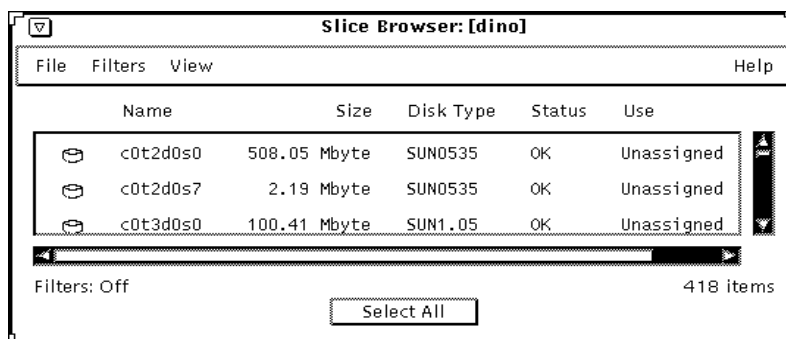 Slice Browser: [dino]
File Filters View Help
Name Size Disk Type Status Use
c0t2d0s0 508.05 Mbyte SUN0535 OK Unassigned
c0t2d0s7 2.19 Mbyte SUN0535 OK Unassigned
c0t3d0s0 100.41 Mbyte SUN1.05 OK Unassigned
Filters: Off 418 items
Select All